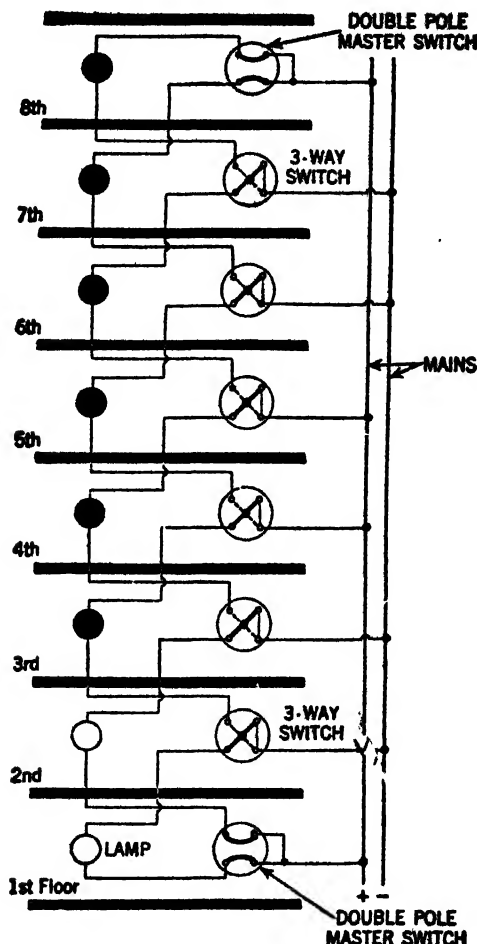 DOUBLE POLE
MASTER SWITCH
8th
3-WAY
SWITCH
7th
6th
MAINS
5th
4th
3rd
3-WAY
SWITCH
2nd
LAMP
1st Floor
+ -
DOUBLE POLE
MASTER SWITCH